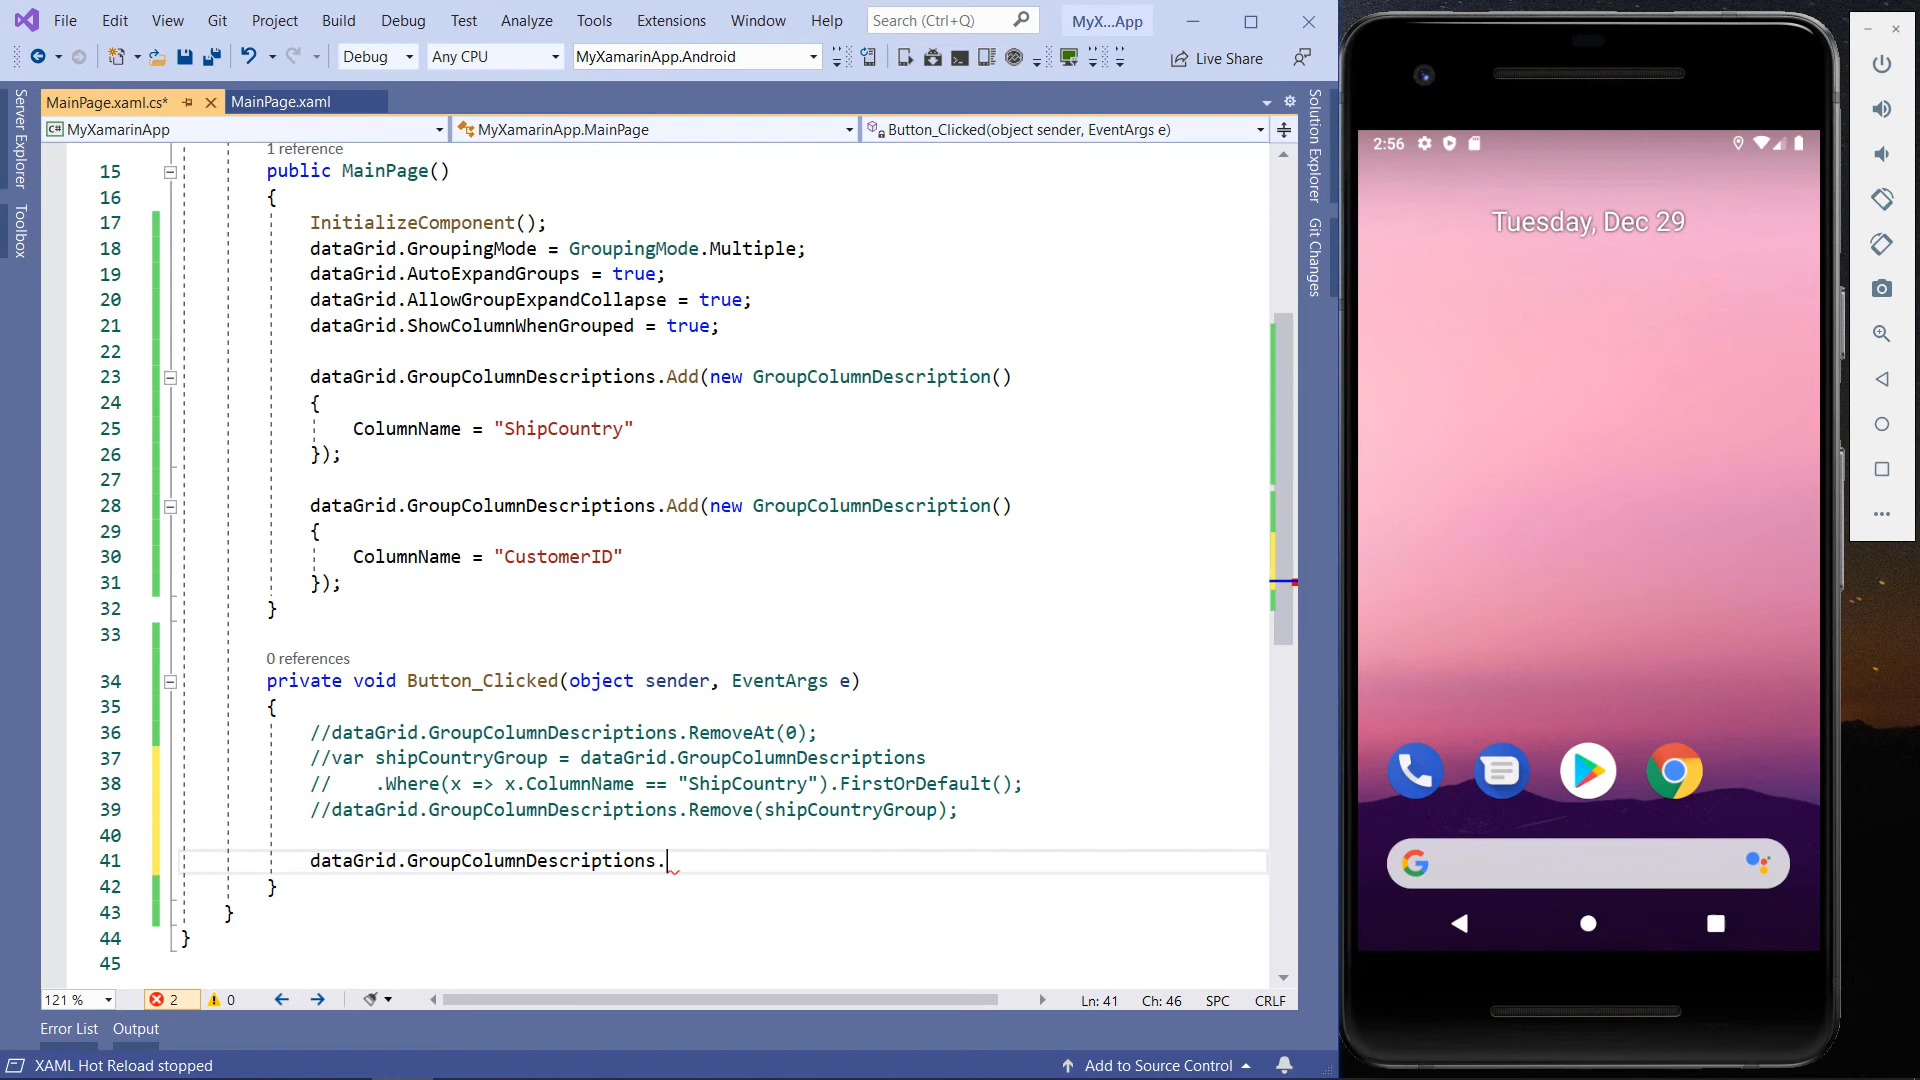 File Edit View Git Project Build Debug Test Analyze Tools Extensions Window Help Search (Ctrl+Q) MyX...App
Debug Any CPU MyXamarinApp.Android Live Share
Server Explorer
Toolbox
MainPage.xaml.cs* MainPage.xaml
C# MyXamarinApp MyXamarinApp.MainPage Button_Clicked(object sender, EventArgs e)
1 reference
15 public MainPage()
16 {
17 InitializeComponent();
18 dataGrid.GroupingMode = GroupingMode.Multiple;
19 dataGrid.AutoExpandGroups = true;
20 dataGrid.AllowGroupExpandCollapse = true;
21 dataGrid.ShowColumnWhenGrouped = true;
22
23 dataGrid.GroupColumnDescriptions.Add(new GroupColumnDescription()
24 {
25 ColumnName = "ShipCountry"
26 });
27
28 dataGrid.GroupColumnDescriptions.Add(new GroupColumnDescription()
29 {
30 ColumnName = "CustomerID"
31 });
32 }
33
0 references
34 private void Button_Clicked(object sender, EventArgs e)
35 {
36 //dataGrid.GroupColumnDescriptions.RemoveAt(0);
37 //var shipCountryGroup = dataGrid.GroupColumnDescriptions
38 // .Where(x => x.ColumnName == "ShipCountry").FirstOrDefault();
39 //dataGrid.GroupColumnDescriptions.Remove(shipCountryGroup);
40
41 dataGrid.GroupColumnDescriptions.
42 }
43 }
44 }
45
121 % 2 0 Ln: 41 Ch: 46 SPC CRLF
Error List Output
XAML Hot Reload stopped Add to Source Control
Solution Explorer
Git Changes
2:56
Tuesday, Dec 29